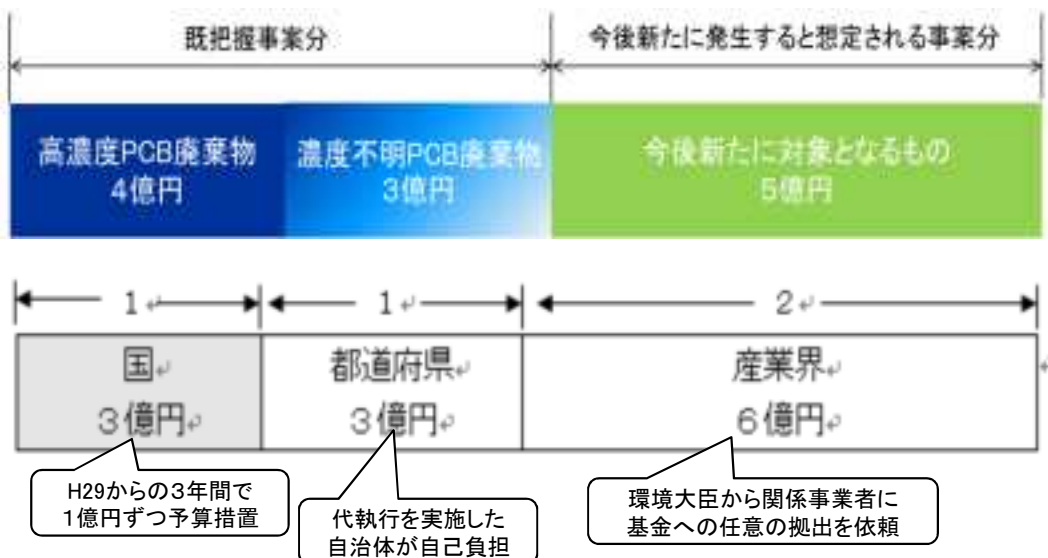 既把握事案分
今後新たに発生すると想定される事案分
高濃度PCB廃棄物
4億円
濃度不明PCB廃棄物
3億円
今後新たに対象となるもの
5億円
1↵
1↵
2↵
国↵
3億円↵
都道府県↵
3億円↵
産業界↵
6億円↵
↵
H29からの3年間で
1億円ずつ予算措置
代執行を実施した
自治体が自己負担
環境大臣から関係事業者に
基金への任意の拠出を依頼